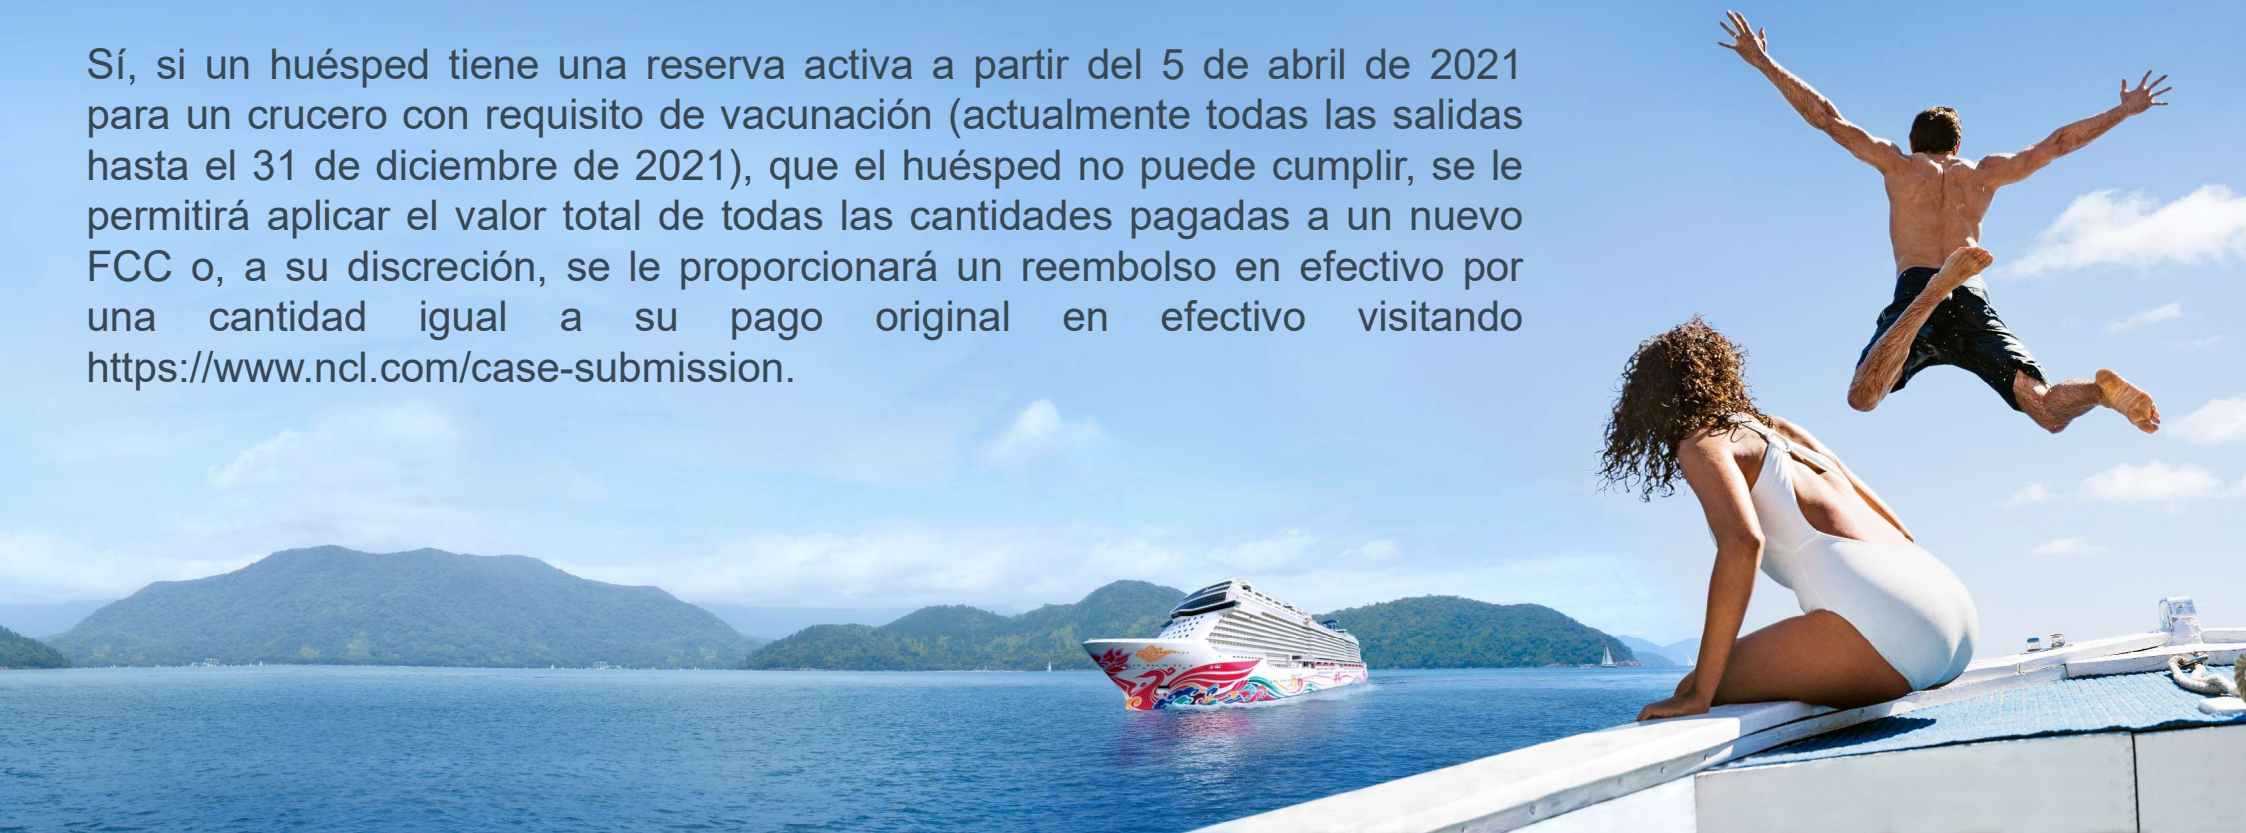 Sí, si un huésped tiene una reserva activa a partir del 5 de abril de 2021
para un crucero con requisito de vacunación (actualmente todas las salidas
hasta el 31 de diciembre de 2021), que el huésped no puede cumplir, se le
permitirá aplicar el valor total de todas las cantidades pagadas a un nuevo
FCC o, a su discreción, se le proporcionará un reembolso en efectivo por
una cantidad igual a su pago original en efectivo visitando
https://www.ncl.com/case-submission.